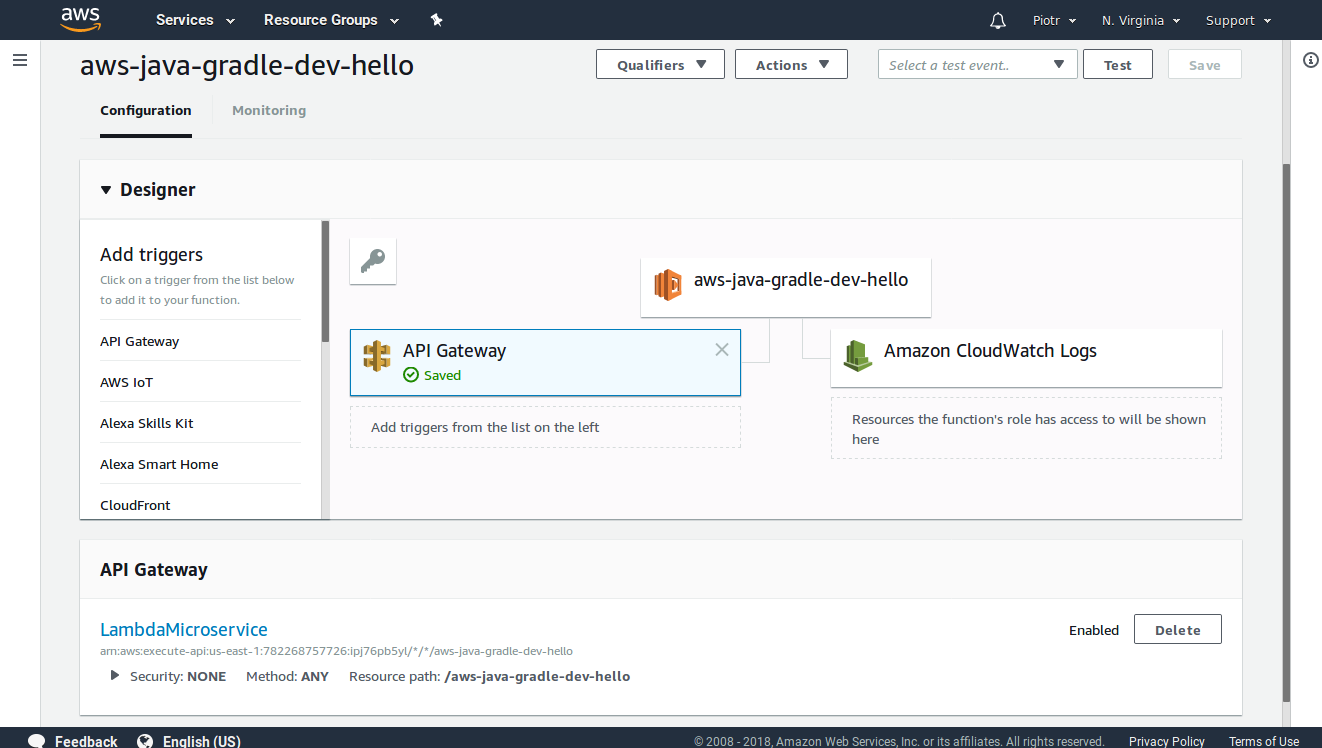 aws Services Resource Groups Piotr N. Virginia Support
aws-java-gradle-dev-hello Qualifiers Actions Select a test event.. Test Save
Configuration Monitoring
Designer
Add triggers
Click on a trigger from the list below
to add it to your function.
API Gateway
AWS IoT
Alexa Skills Kit
Alexa Smart Home
CloudFront
aws-java-gradle-dev-hello
API Gateway
Saved
Add triggers from the list on the left
Amazon CloudWatch Logs
Resources the function's role has access to will be shown
here
API Gateway
LambdaMicroservice Enabled Delete
arn:aws:execute-api:us-east-1:782268757726:ipj76pb5yl/*/*/aws-java-gradle-dev-hello
Security: NONE Method: ANY Resource path: /aws-java-gradle-dev-hello
Feedback English (US) © 2008 - 2018, Amazon Web Services, Inc. or its affiliates. All rights reserved. Privacy Policy Terms of Use